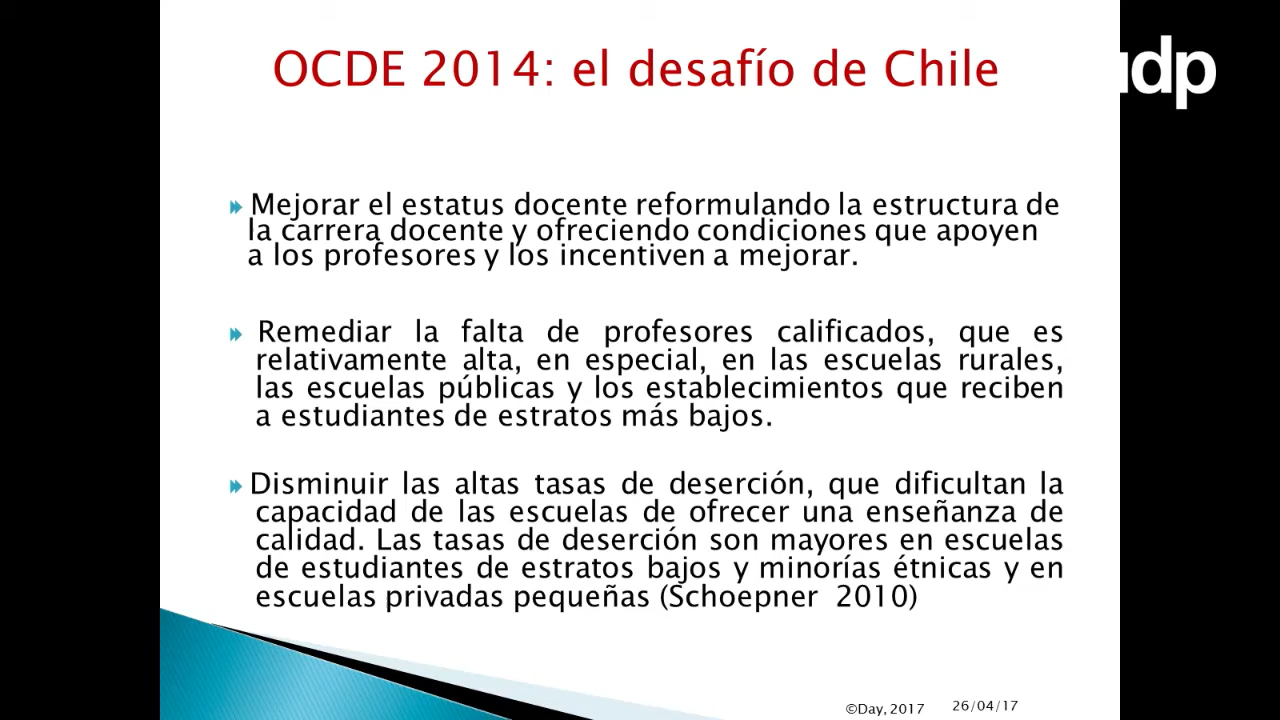 OCDE 2014: el desafío de Chile
Mejorar el estatus docente reformulando la estructura de
la carrera docente y ofreciendo condiciones que apoyen
a los profesores y los incentiven a mejorar.
Remediar la falta de profesores calificados, que es
relativamente alta, en especial, en las escuelas rurales,
las escuelas públicas y los establecimientos que reciben
a estudiantes de estratos más bajos.
Disminuir las altas tasas de deserción, que dificultan la
capacidad de las escuelas de ofrecer una enseñanza de
calidad. Las tasas de deserción son mayores en escuelas
de estudiantes de estratos bajos y minorías étnicas y en
escuelas privadas pequeñas (Schoepner 2010)
©Day, 2017 26/04/17